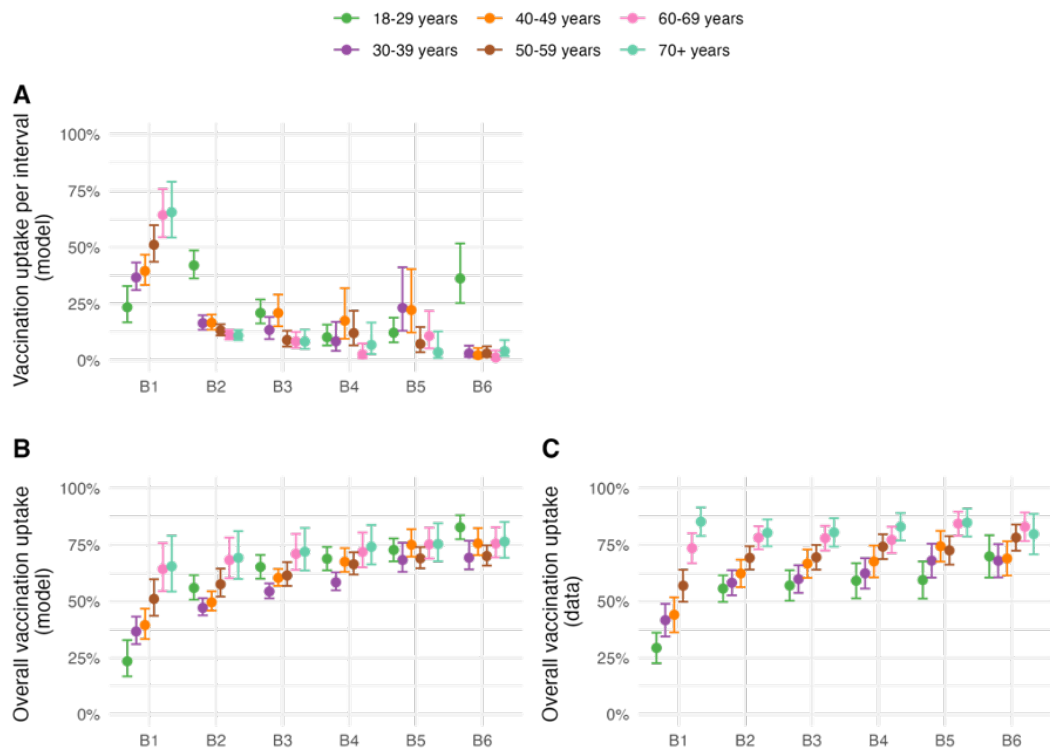 18-29 years 40-49 years 60-69 years
30-39 years 50-59 years 70+ years
A
Vaccination uptake per interval
(model)
100%
75%
50%
25%
0%
B1 B2 B3 B4 B5 B6
B
Overall vaccination uptake
(model)
100%
75%
50%
25%
0%
B1 B2 B3 B4 B5 B6
C
Overall vaccination uptake
(data)
100%
75%
50%
25%
0%
B1 B2 B3 B4 B5 B6